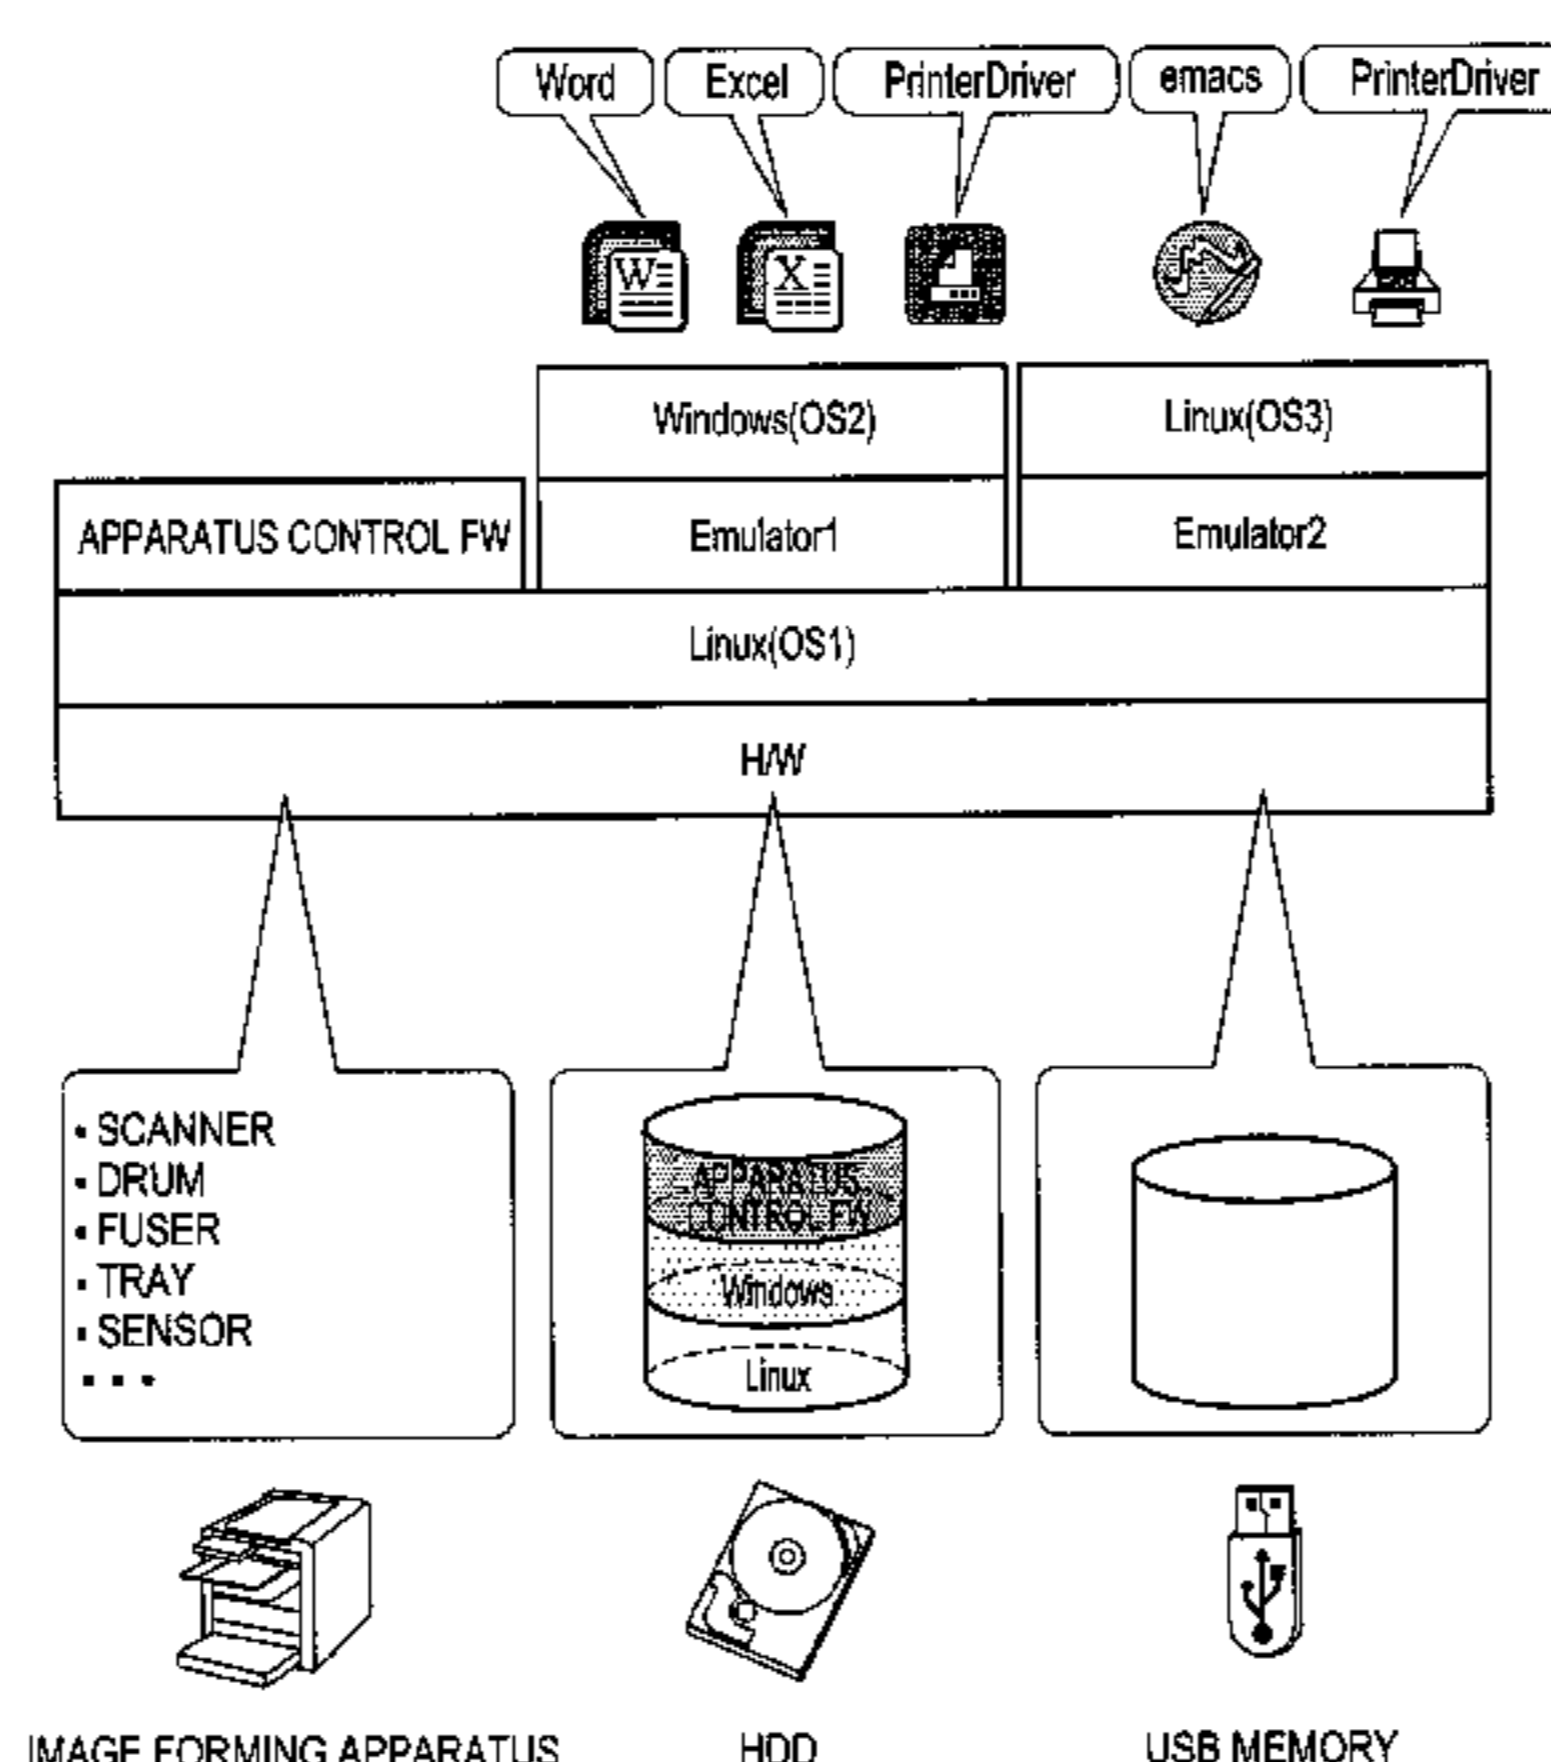 Word
Excel
PrinterDriver
emacs
PrinterDriver
W
X
Windows(OS2)
Linux(OS3)
APPARATUS CONTROL FW
Emulator1
Emulator2
Linux(OS1)
H/W
▪ SCANNER
▪ DRUM
▪ FUSER
▪ TRAY
▪ SENSOR
▪ ▪ ▪
APPARATUS
CONTROL FW
Windows
Linux
IMAGE FORMING APPARATUS
HDD
USB MEMORY